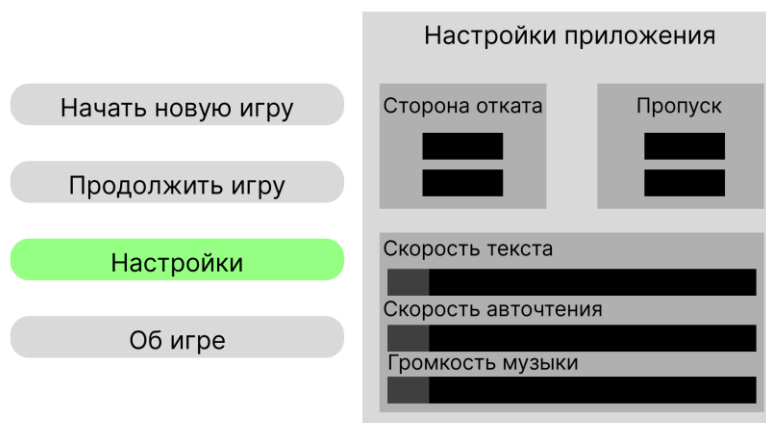 Начать новую игру
Продолжить игру
Настройки
Об игре
Настройки приложения
Сторона отката
Пропуск
Скорость текста
Скорость авточтения
Громкость музыки